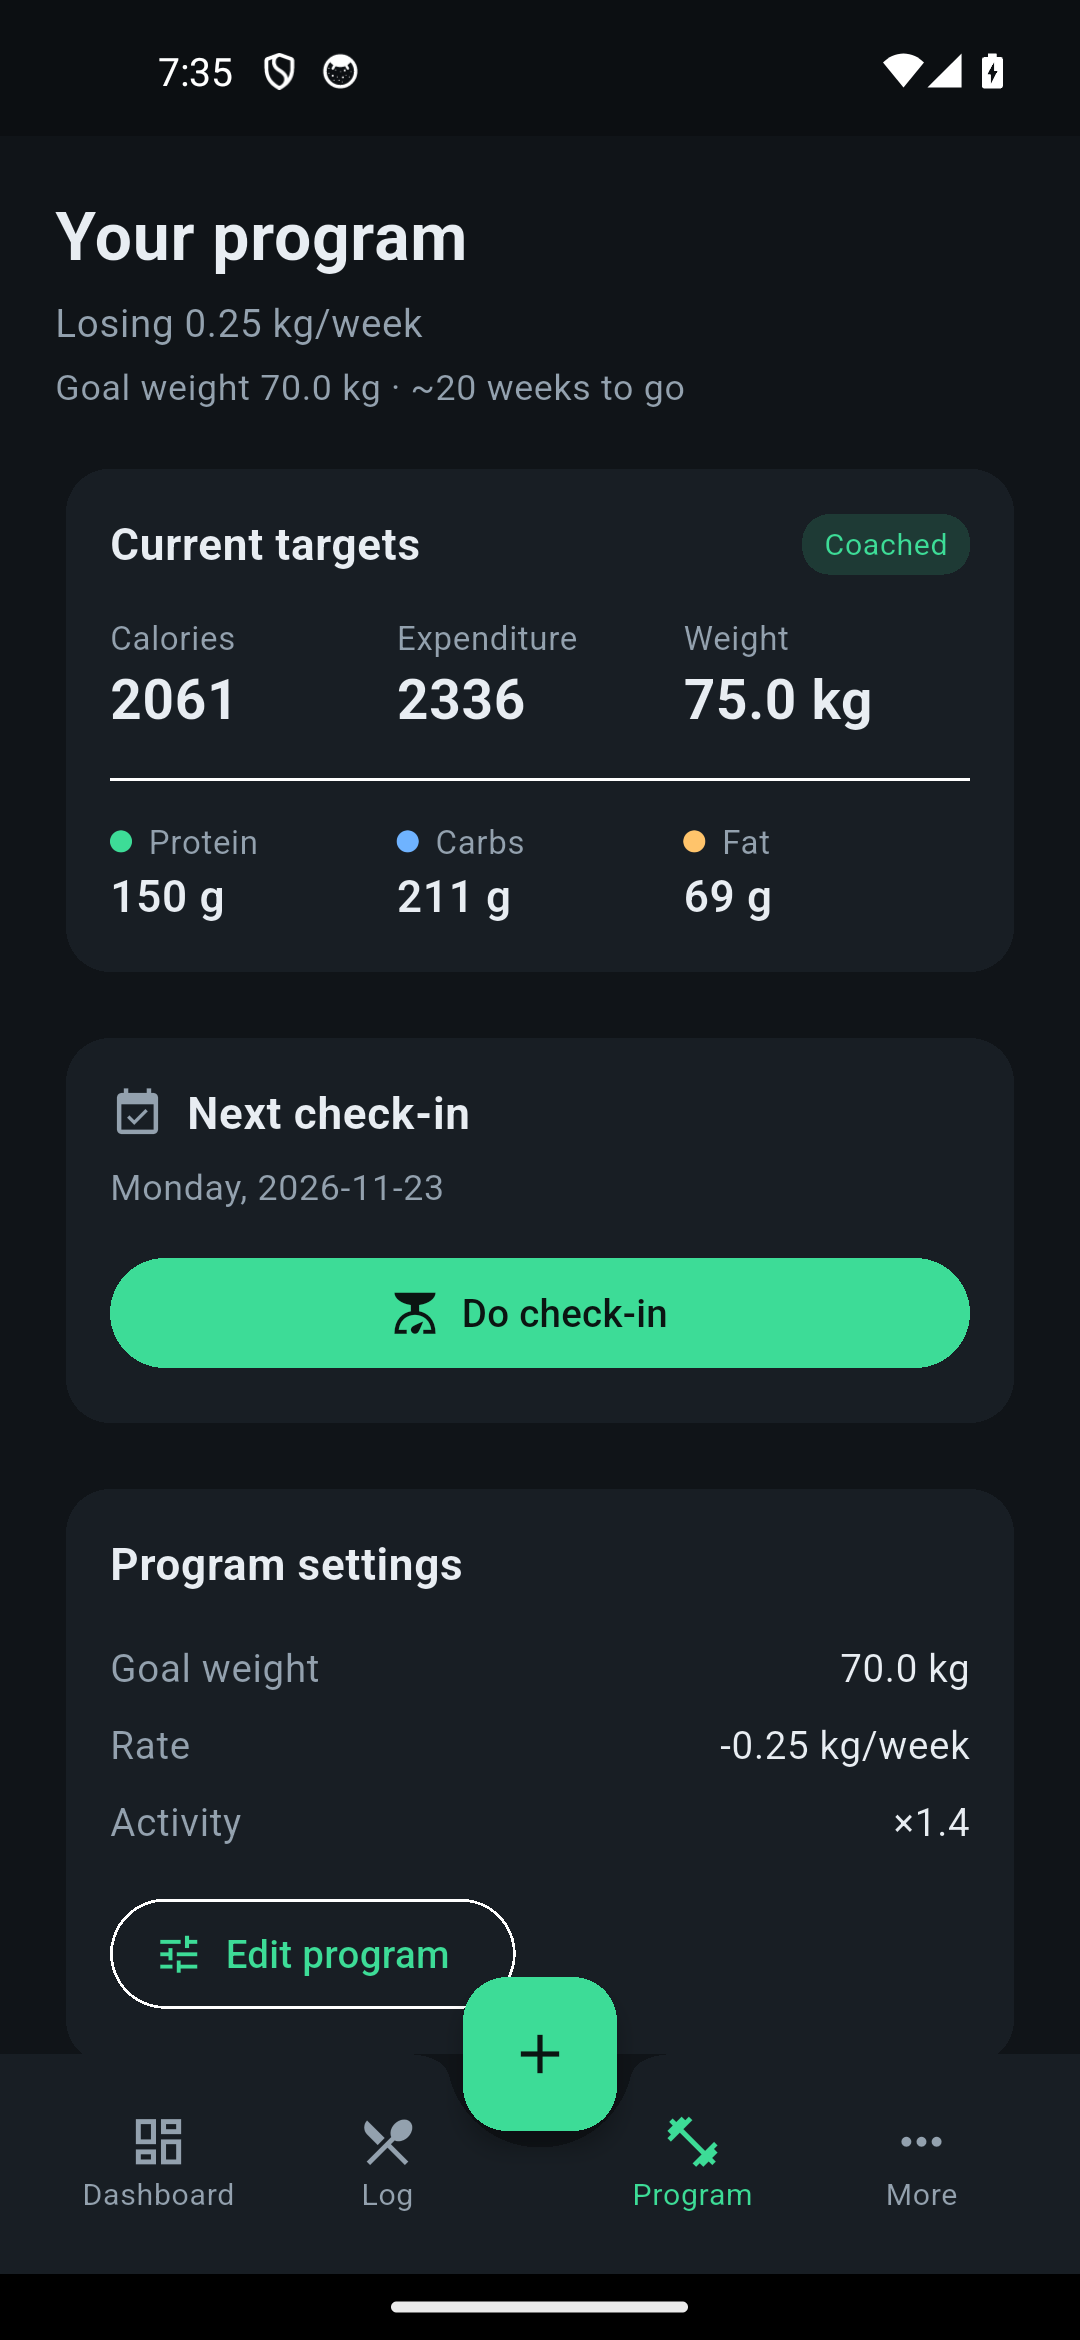 7:35
Your program
Losing 0.25 kg/week
Goal weight 70.0 kg · ~20 weeks to go
Current targets
Coached
Calories Expenditure Weight
2061 2336 75.0 kg
Protein Carbs Fat
150 g 211 g 69 g
Next check-in
Monday, 2026-11-23
Do check-in
Program settings
Goal weight 70.0 kg
Rate -0.25 kg/week
Activity ×1.4
Edit program
Dashboard Log Program More